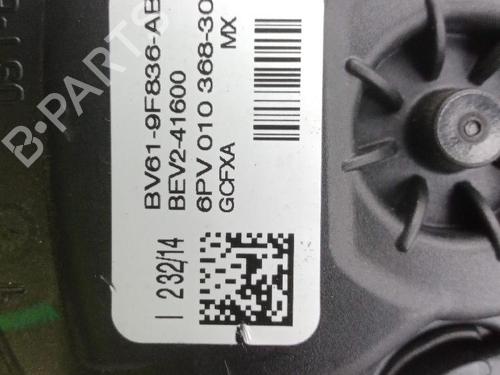 BV61-9F836-AB
BEV2-41600
6PV 010 368-30
MX
GCFXA
I 232/14
B-PARTS